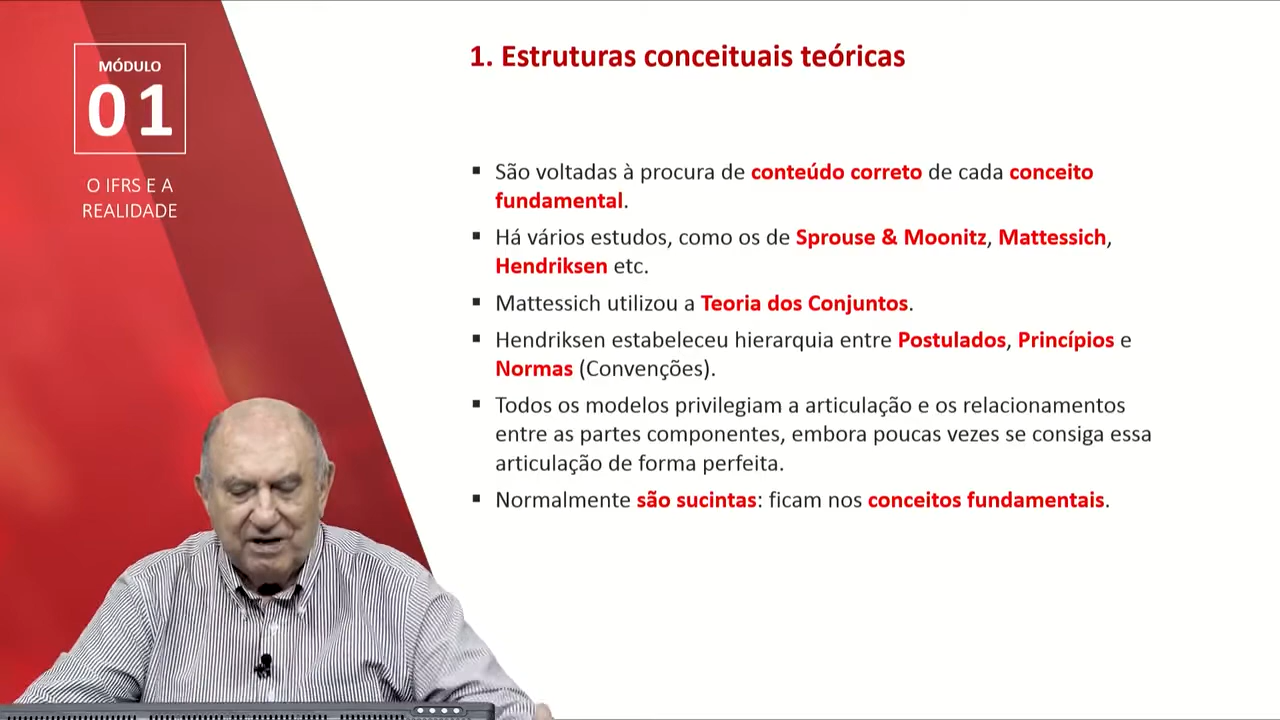 MÓDULO
01
O IFRS E A
REALIDADE
1. Estruturas conceituais teóricas
▪ São voltadas à procura de conteúdo correto de cada conceito
fundamental.
▪ Há vários estudos, como os de Sprouse & Moonitz, Mattessich,
Hendriksen etc.
▪ Mattessich utilizou a Teoria dos Conjuntos.
▪ Hendriksen estabeleceu hierarquia entre Postulados, Princípios e
Normas (Convenções).
▪ Todos os modelos privilegiam a articulação e os relacionamentos
entre as partes componentes, embora poucas vezes se consiga essa
articulação de forma perfeita.
▪ Normalmente são sucintas: ficam nos conceitos fundamentais.